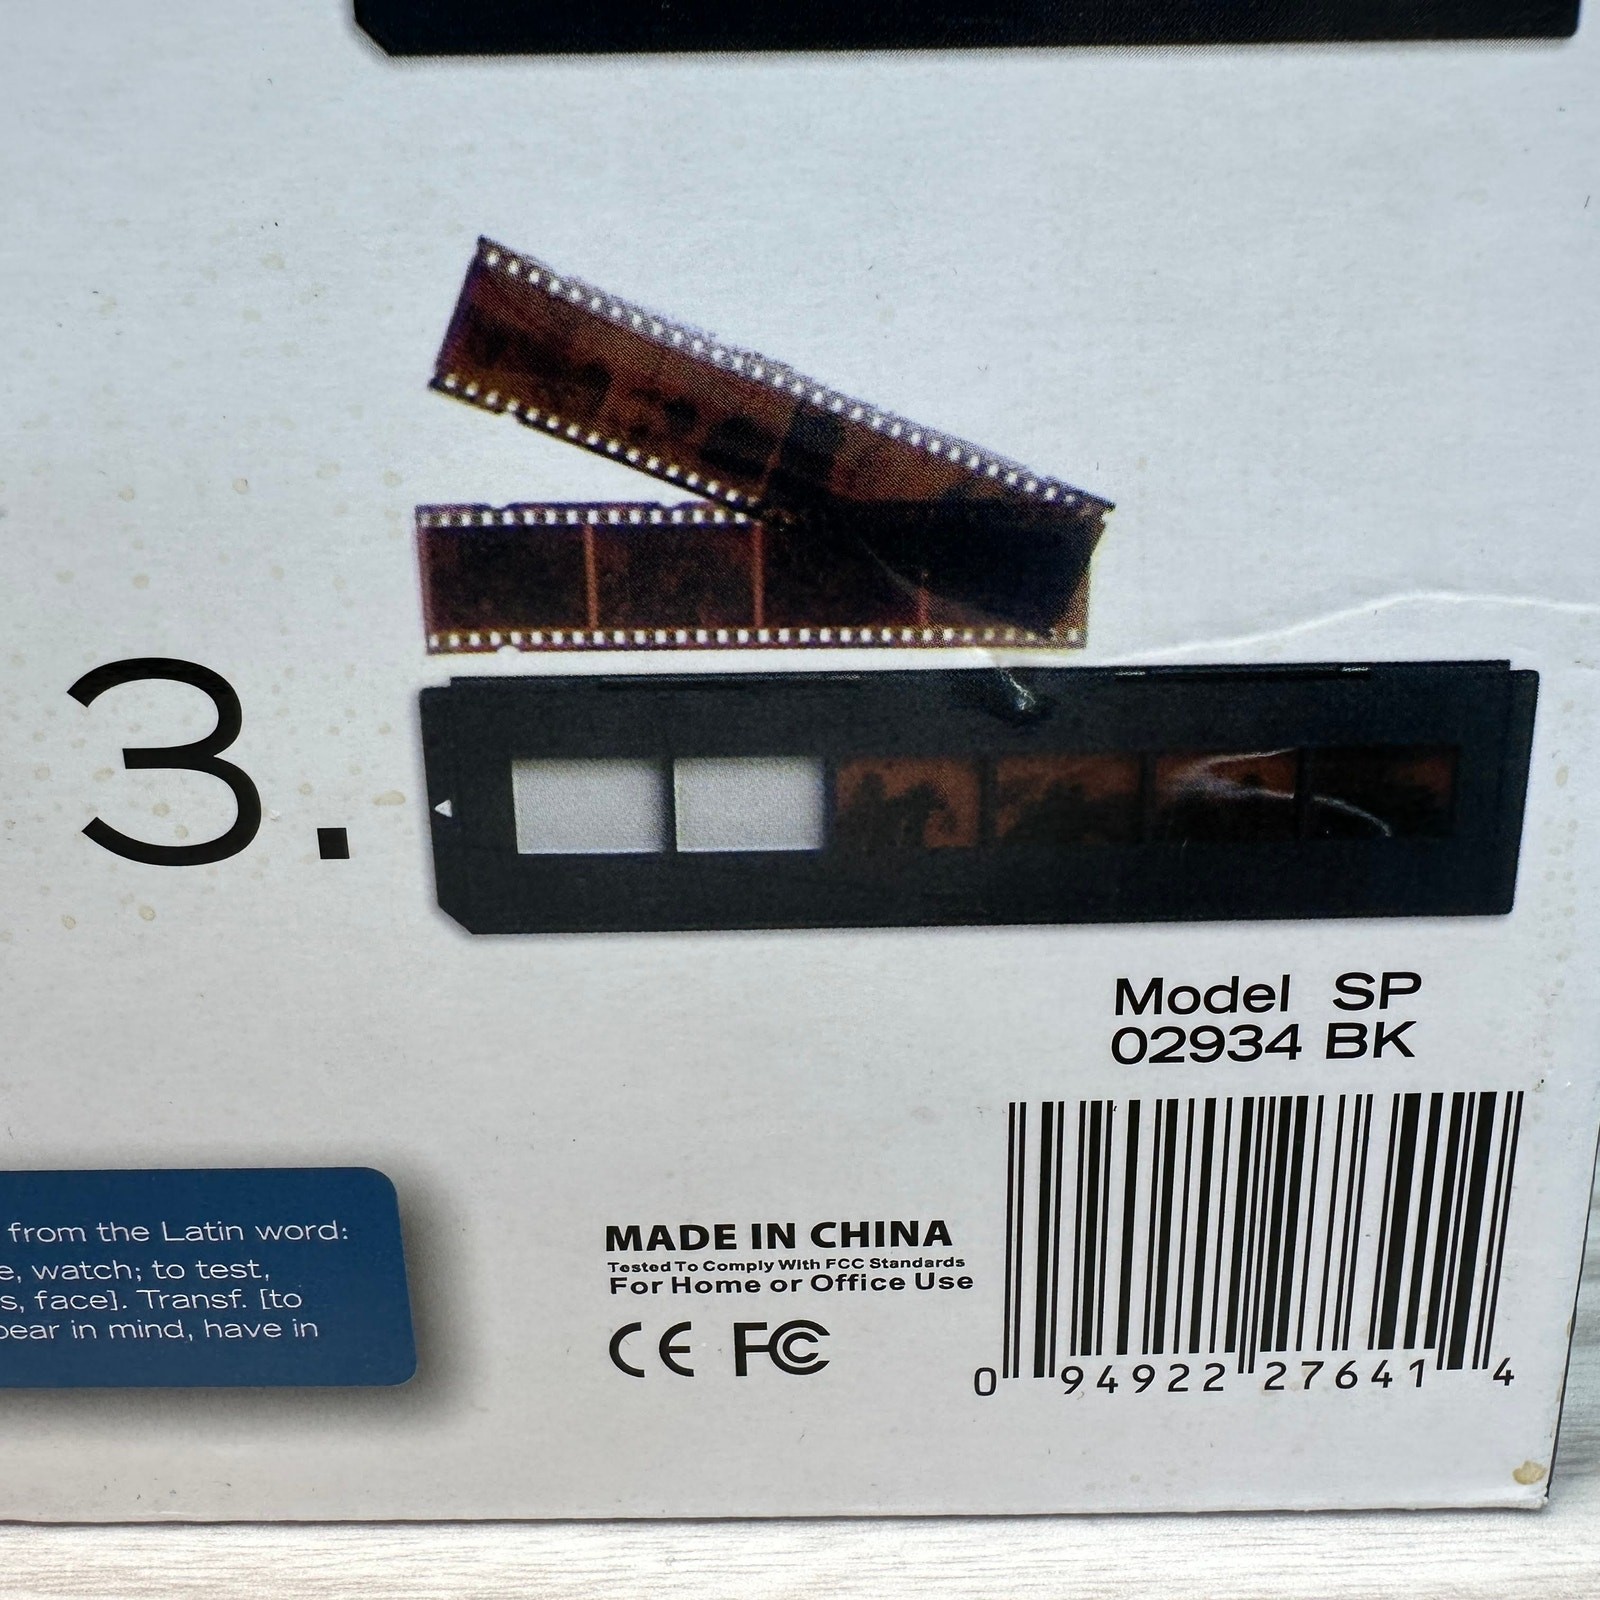 3.
Model SP
02934 BK
from the Latin word:
e, watch; to test,
s, face]. Transf. [to
bear in mind, have in
MADE IN CHINA
Tested To Comply With FCC Standards
For Home or Office Use
CE FC
0 94922 27641 4